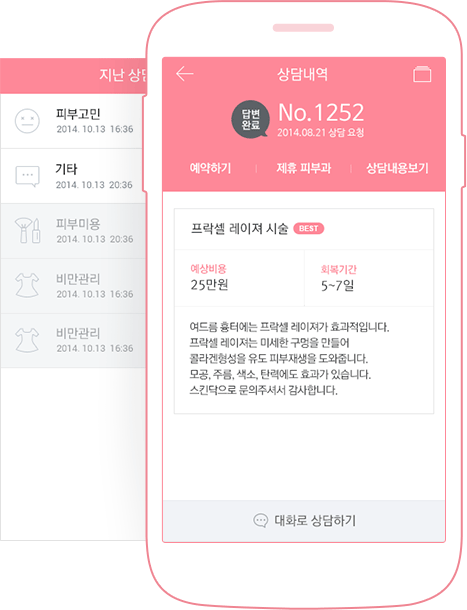 지난 상담
피부고민
2014. 10.13 16:36
기타
2014. 10.13 20:36
피부미용
2014. 10.13 20:36
비만관리
2014. 10.13 16:36
비만관리
2014. 10.13 16:36
상담내역
답변
완료
No.1252
2014.08.21 상담 요청
예약하기
제휴 피부과
상담내용보기
프락셀 레이져 시술 BEST
예상비용
25만원
회복기간
5~7일
여드름 흉터에는 프락셀 레이져가 효과적입니다.
프락셀 레이져는 미세한 구멍을 만들어
콜라겐형성을 유도 피부재생을 도와줍니다.
모공, 주름, 색소, 탄력에도 효과가 있습니다.
스킨닥으로 문의주셔서 감사합니다.
대화로 상담하기